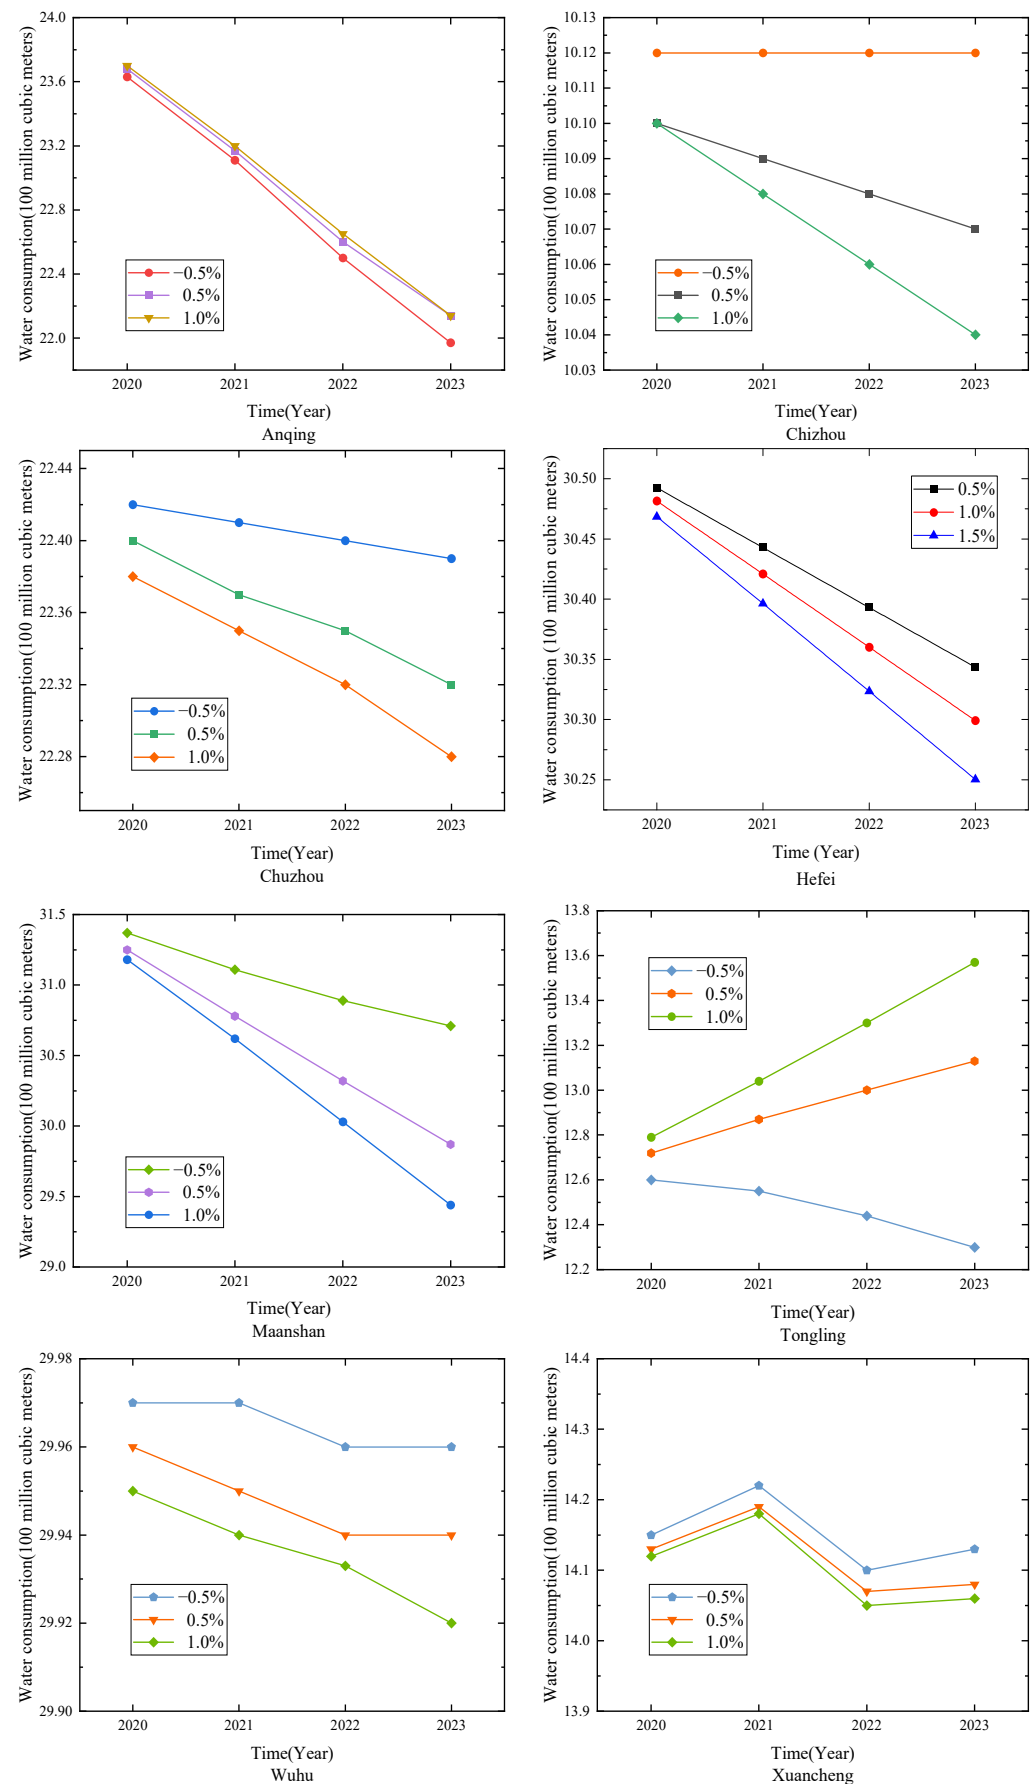 Water consumption(100 million cubic meters)
24.0
23.6
23.2
22.8
22.4
22.0
−0.5%
0.5%
1.0%
2020 2021 2022 2023
Time(Year)
Anqing
Water consumption(100 million cubic meters)
10.13
10.12
10.11
10.10
10.09
10.08
10.07
10.06
10.05
10.04
10.03
−0.5%
0.5%
1.0%
2020 2021 2022 2023
Time(Year)
Chizhou
Water consumption(100 million cubic meters)
22.44
22.40
22.36
22.32
22.28
−0.5%
0.5%
1.0%
2020 2021 2022 2023
Time(Year)
Chuzhou
Water consumption (100 million cubic meters)
30.50
30.45
30.40
30.35
30.30
30.25
0.5%
1.0%
1.5%
2020 2021 2022 2023
Time (Year)
Hefei
Water consumption(100 million cubic meters)
31.5
31.0
30.5
30.0
29.5
29.0
−0.5%
0.5%
1.0%
2020 2021 2022 2023
Time(Year)
Maanshan
Water consumption(100 million cubic meters)
13.8
13.6
13.4
13.2
13.0
12.8
12.6
12.4
12.2
−0.5%
0.5%
1.0%
2020 2021 2022 2023
Time(Year)
Tongling
Water consumption(100 million cubic meters)
29.98
29.96
29.94
29.92
29.90
−0.5%
0.5%
1.0%
2020 2021 2022 2023
Time(Year)
Wuhu
Water consumption(100 million cubic meters)
14.4
14.3
14.2
14.1
14.0
13.9
−0.5%
0.5%
1.0%
2020 2021 2022 2023
Time(Year)
Xuancheng